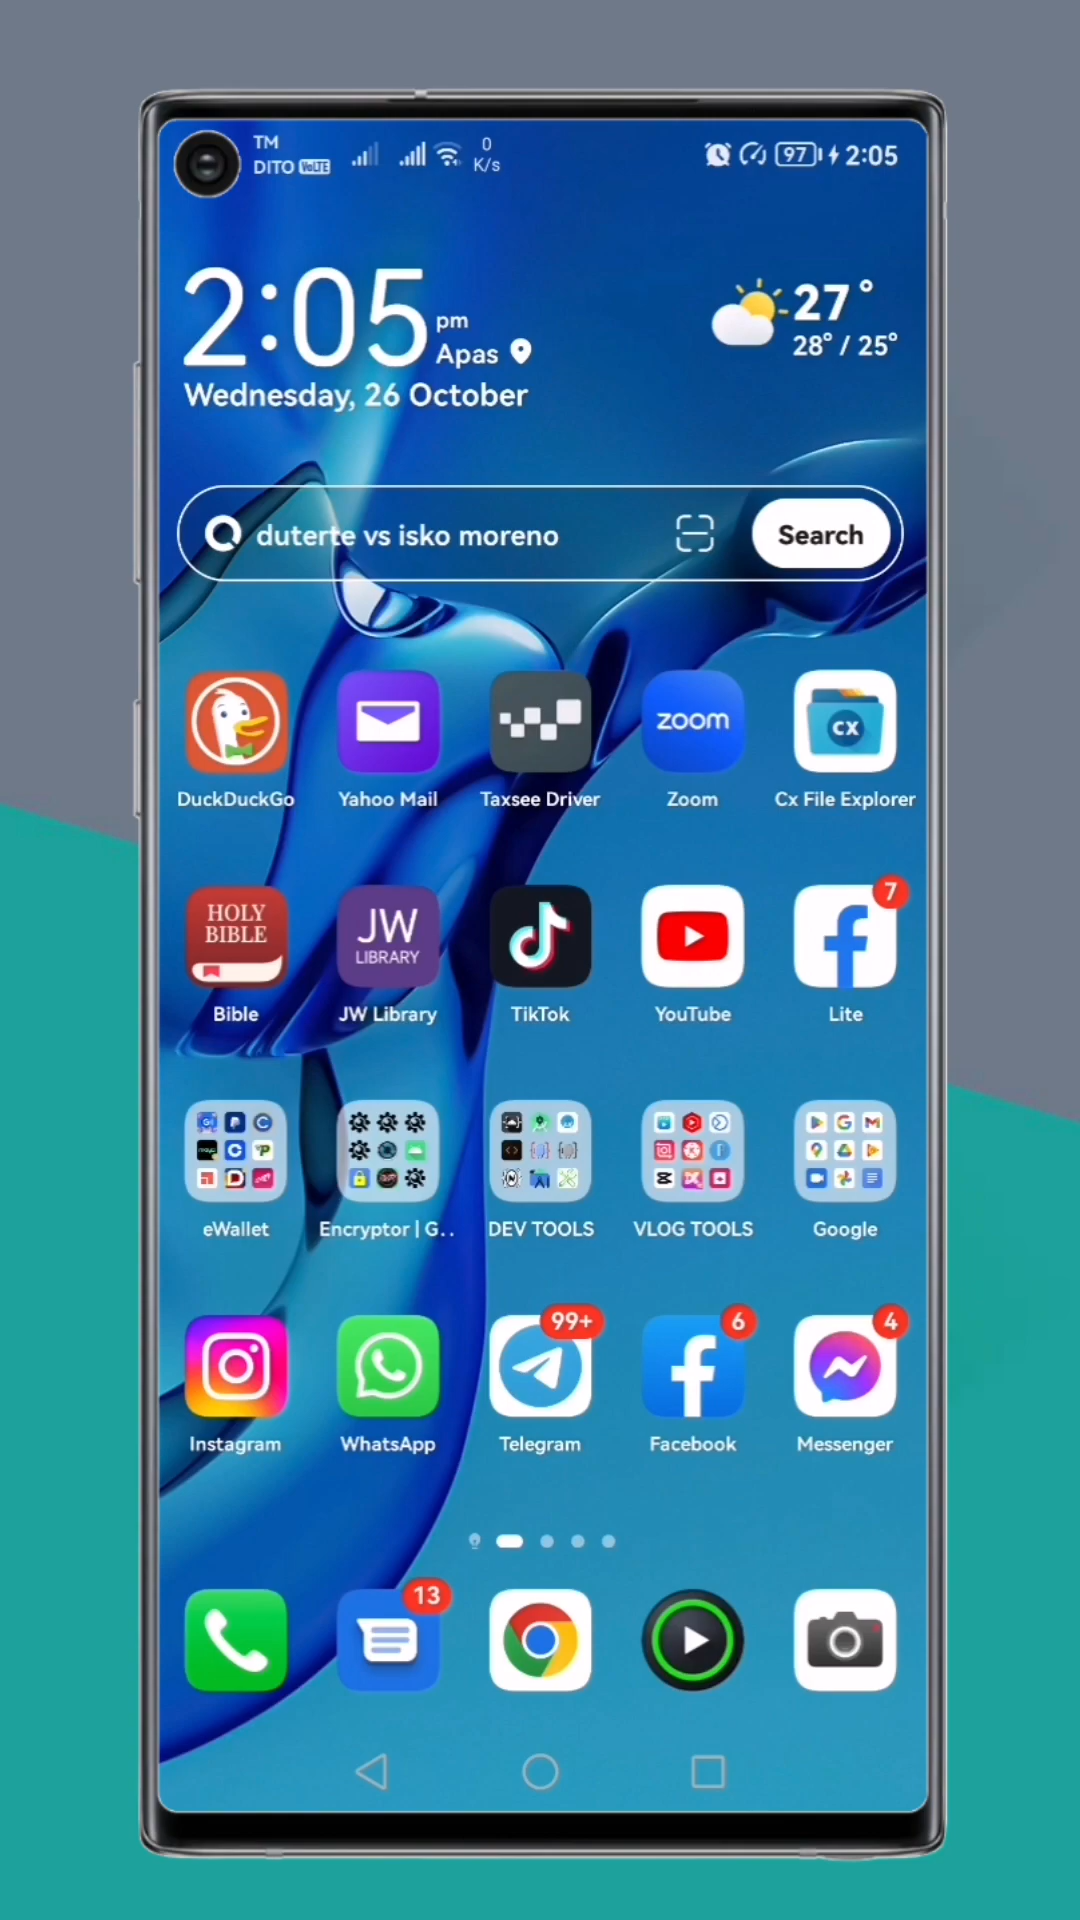 TM
DITO VoLTE
0
K/s
97
2:05
2:05 pm
Apas
Wednesday, 26 October
27°
28° / 25°
duterte vs isko moreno
Search
zoom
CX
DuckDuckGo
Yahoo Mail
Taxsee Driver
Zoom
Cx File Explorer
HOLY
BIBLE
JW
LIBRARY
7
Bible
JW Library
TikTok
YouTube
Lite
eWallet
Encryptor | G..
DEV TOOLS
VLOG TOOLS
Google
99+
6
4
Instagram
WhatsApp
Telegram
Facebook
Messenger
13